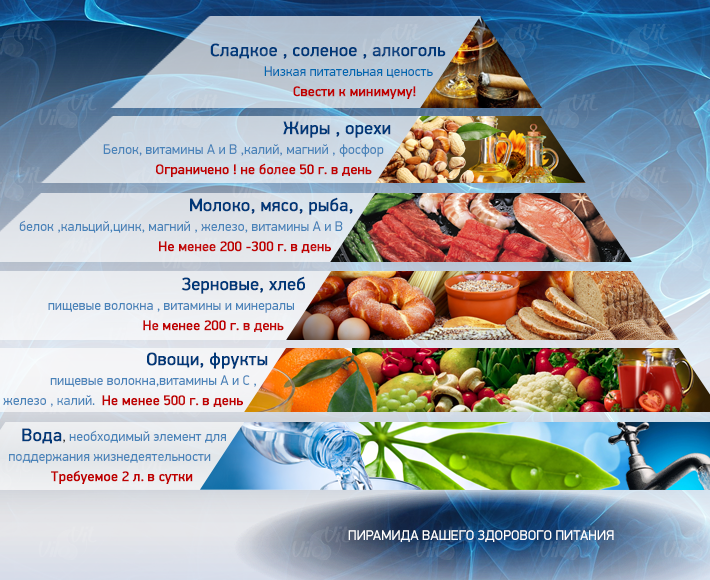 Сладкое , соленое , алкоголь
Низкая питательная ценость
Свести к минимуму!
Жиры , орехи
Белок, витамины А и В ,калий, магний , фосфор
Ограничено ! не более 50 г. в день
Молоко, мясо, рыба,
белок ,кальций,цинк, магний , железо, витамины А и В
Не менее 200 -300 г. в день
Зерновые, хлеб
пищевые волокна , витамины и минералы
Не менее 200 г. в день
Овощи, фрукты
пищевые волокна,витамины А и С ,
железо , калий. Не менее 500 г. в день
Вода, необходимый элемент для
поддержания жизнедеятельности
Требуемое 2 л. в сутки
ПИРАМИДА ВАШЕГО ЗДОРОВОГО ПИТАНИЯ